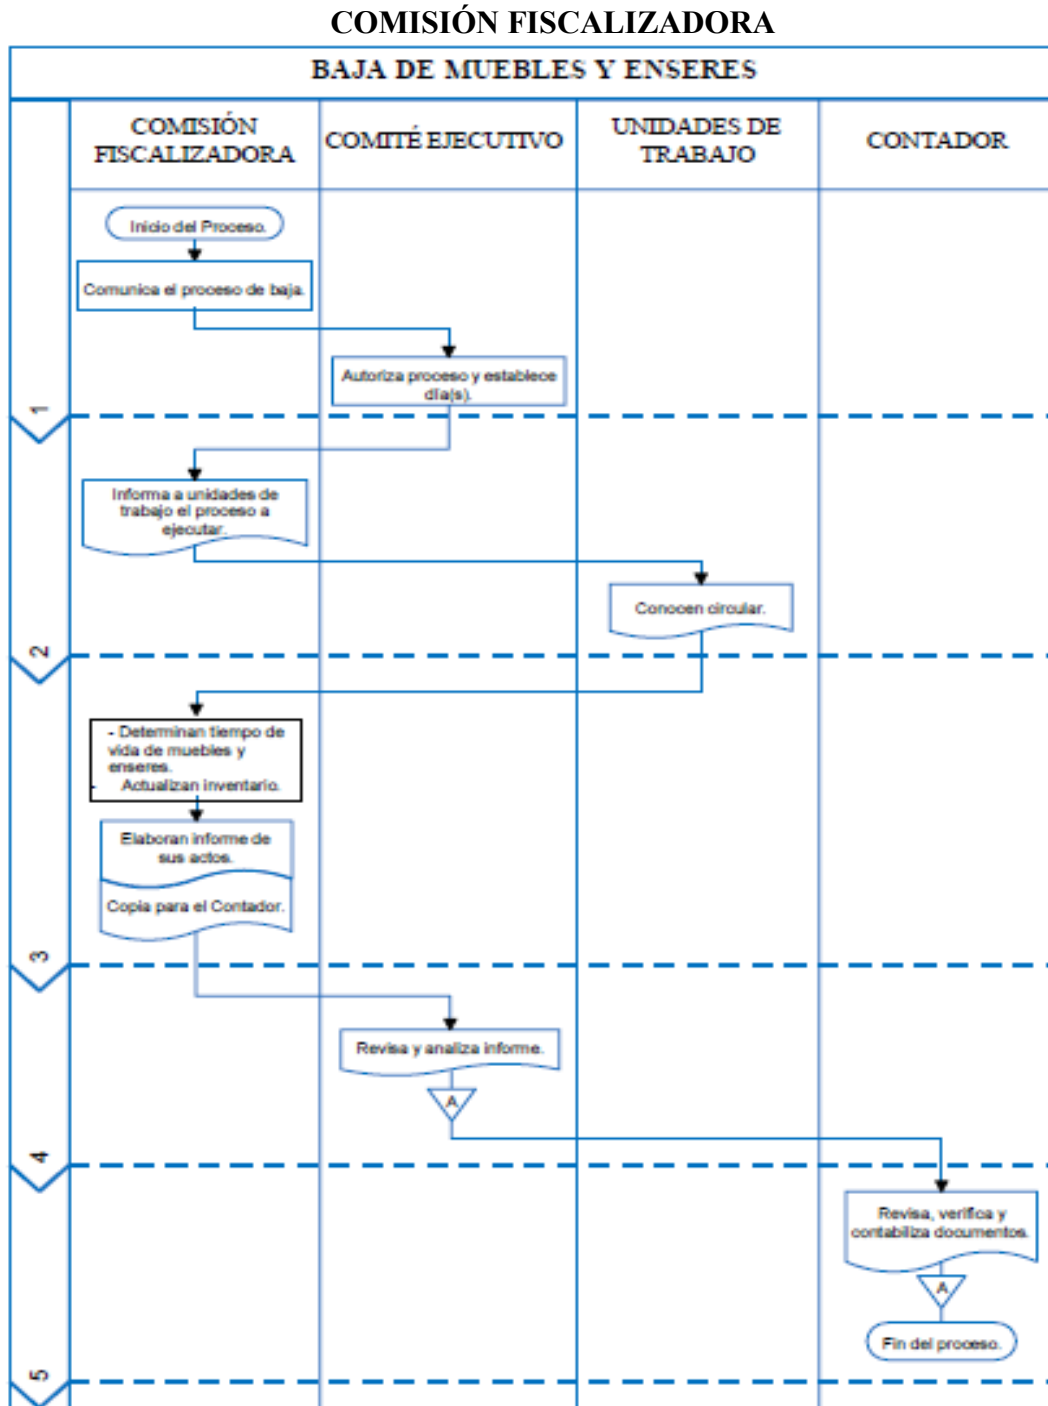 COMISIÓN FISCALIZADORA
BAJA DE MUEBLES Y ENSERES
COMISIÓN
FISCALIZADORA
COMITÉ EJECUTIVO
UNIDADES DE
TRABAJO
CONTADOR
Inicio del Proceso.
Comunica el proceso de baja.
Autoriza proceso y establece
día(s).
1
Informa a unidades de
trabajo el proceso a
ejecutar.
Conocen circular.
2
- Determinan tiempo de
vida de muebles y
enseres.
- Actualizan inventario.
Elaboran informe de
sus actos.
Copia para el Contador.
3
Revisa y analiza informe.
A
4
Revisa, verifica y
contabiliza documentos.
A
Fin del proceso.
5